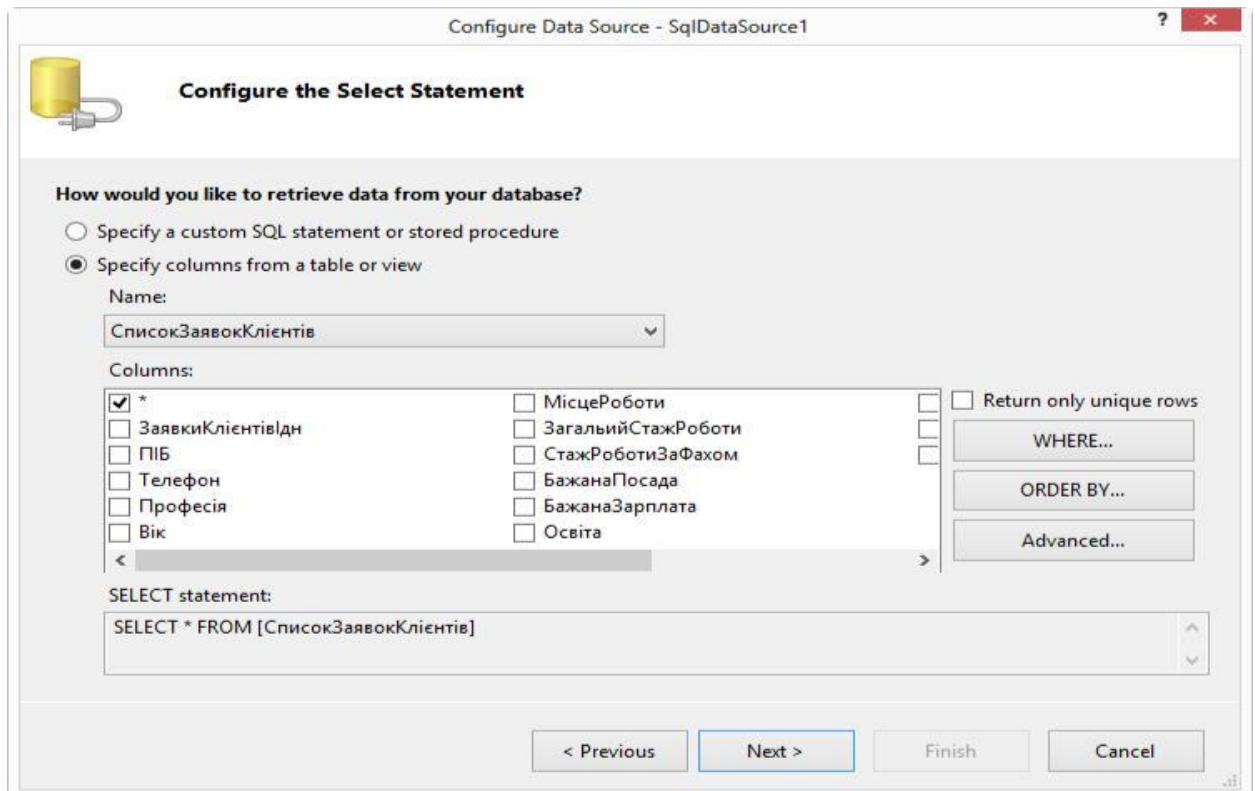 Configure Data Source - SqlDataSource1
?
Configure the Select Statement
How would you like to retrieve data from your database?
Specify a custom SQL statement or stored procedure
Specify columns from a table or view
Name:
СписокЗаявокКлієнтів
Columns:
*
ЗаявкиКлієнтівІдн
ПІБ
Телефон
Професія
Вік
МісцеРоботи
ЗагальийСтажРоботи
СтажРоботиЗаФахом
БажанаПосада
БажанаЗарплата
Освіта
Return only unique rows
WHERE...
ORDER BY...
Advanced...
SELECT statement:
SELECT * FROM [СписокЗаявокКлієнтів]
< Previous
Next >
Finish
Cancel